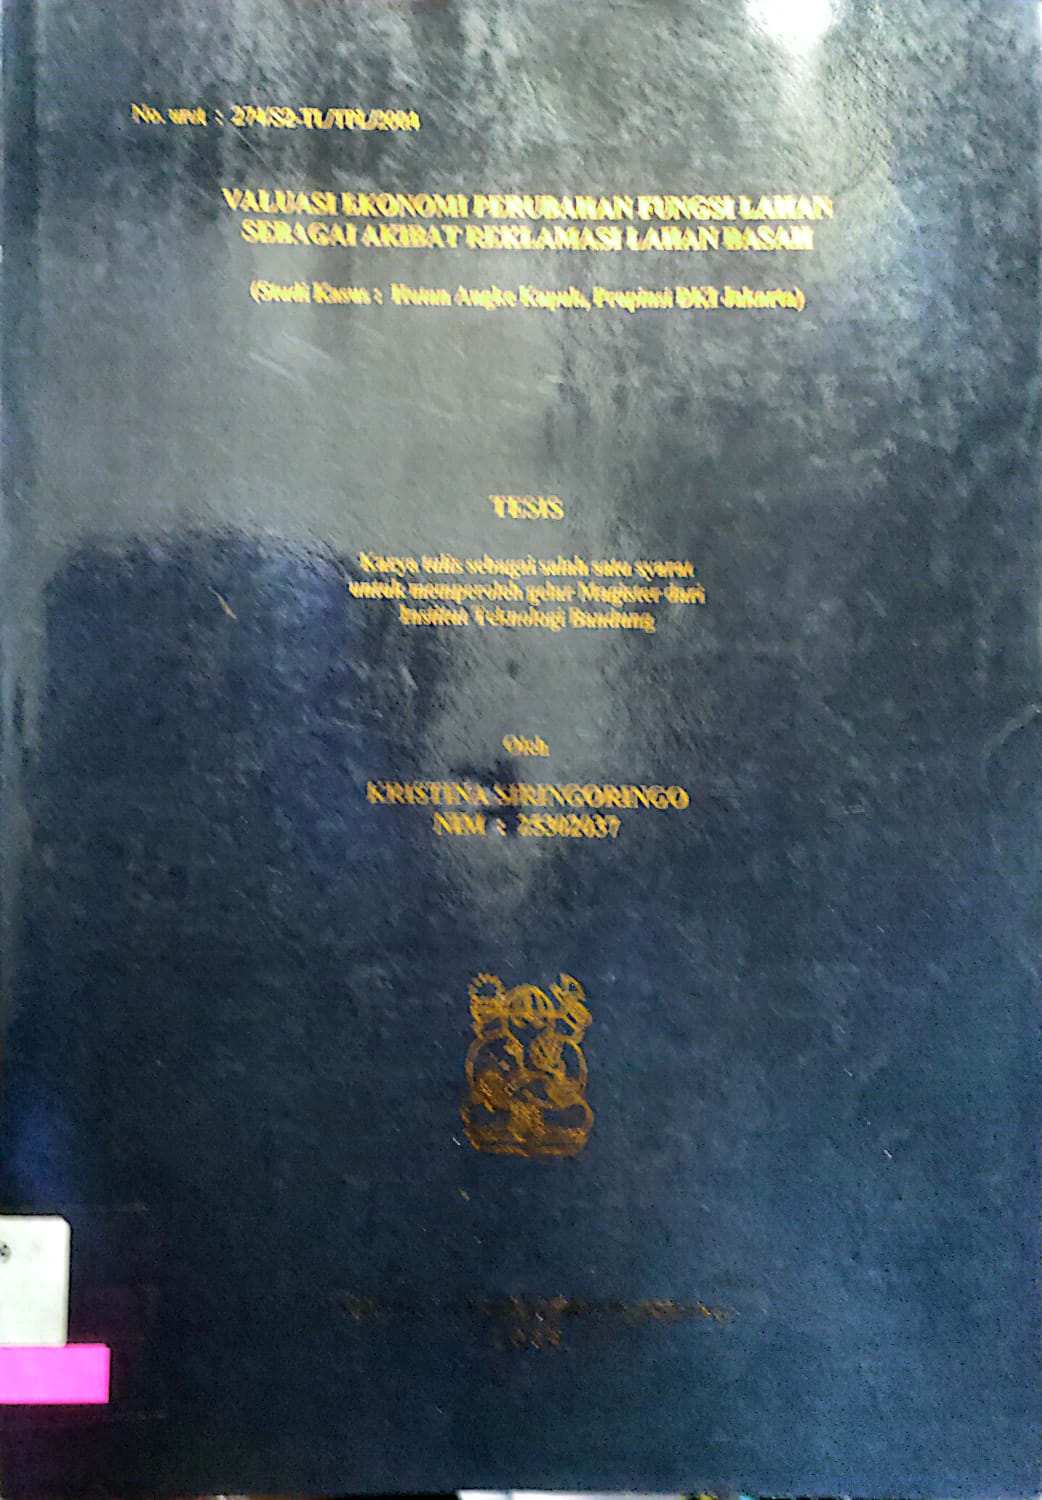 No. urut : 274/S2-TL/TPL/2004
VALUASI EKONOMI PERUBAHAN FUNGSI LAHAN
SEBAGAI AKIBAT REKLAMASI LAHAN BASAH
(Studi Kasus : Hutan Angke Kapuk, Propinsi DKI Jakarta)
TESIS
Karya tulis sebagai salah satu syarat
untuk memperoleh gelar Magister dari
Institut Teknologi Bandung
Oleh
KRISTINA SIRINGORINGO
NIM : 25302037